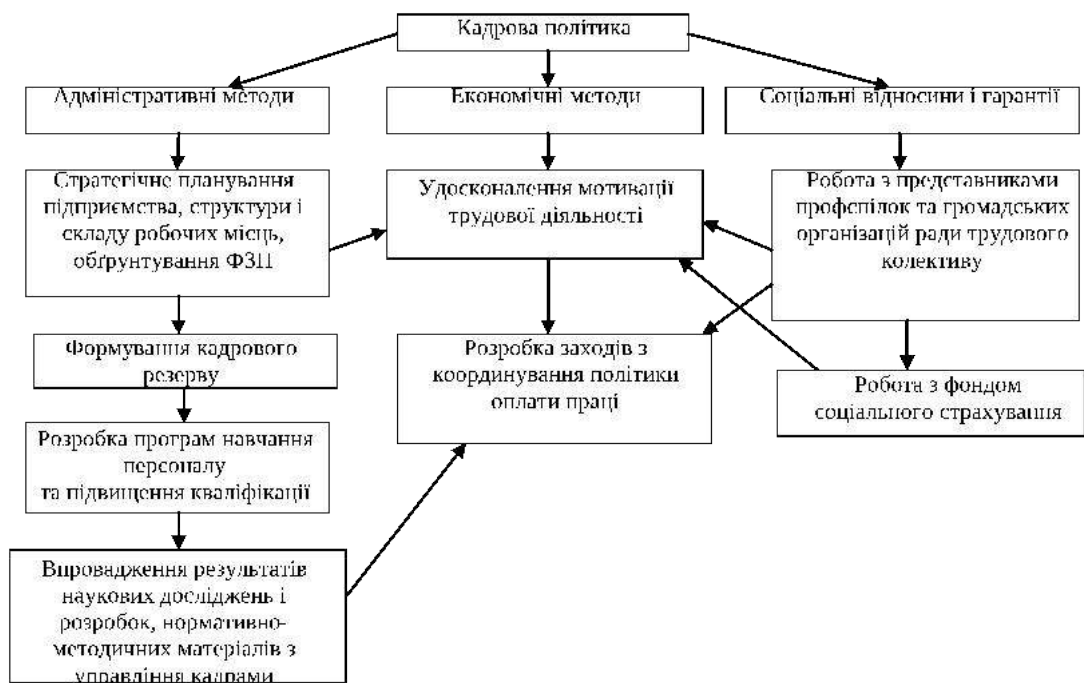 Кадрова політика
Адміністративні методи
Економічні методи
Соціальні відносини і гарантії
Стратегічне планування
підприємства, структури і
складу робочих місць,
обґрунтування ФЗП
Удосконалення мотивації
трудової діяльності
Робота з представниками
профспілок та громадських
організацій ради трудового
колективу
Формування кадрового
резерву
Розробка заходів з
координування політики
оплати праці
Робота з фондом
соціального страхування
Розробка програм навчання
персоналу
та підвищення кваліфікації
Впровадження результатів
наукових досліджень і
розробок, нормативно-
методичних матеріалів з
управління кадрами